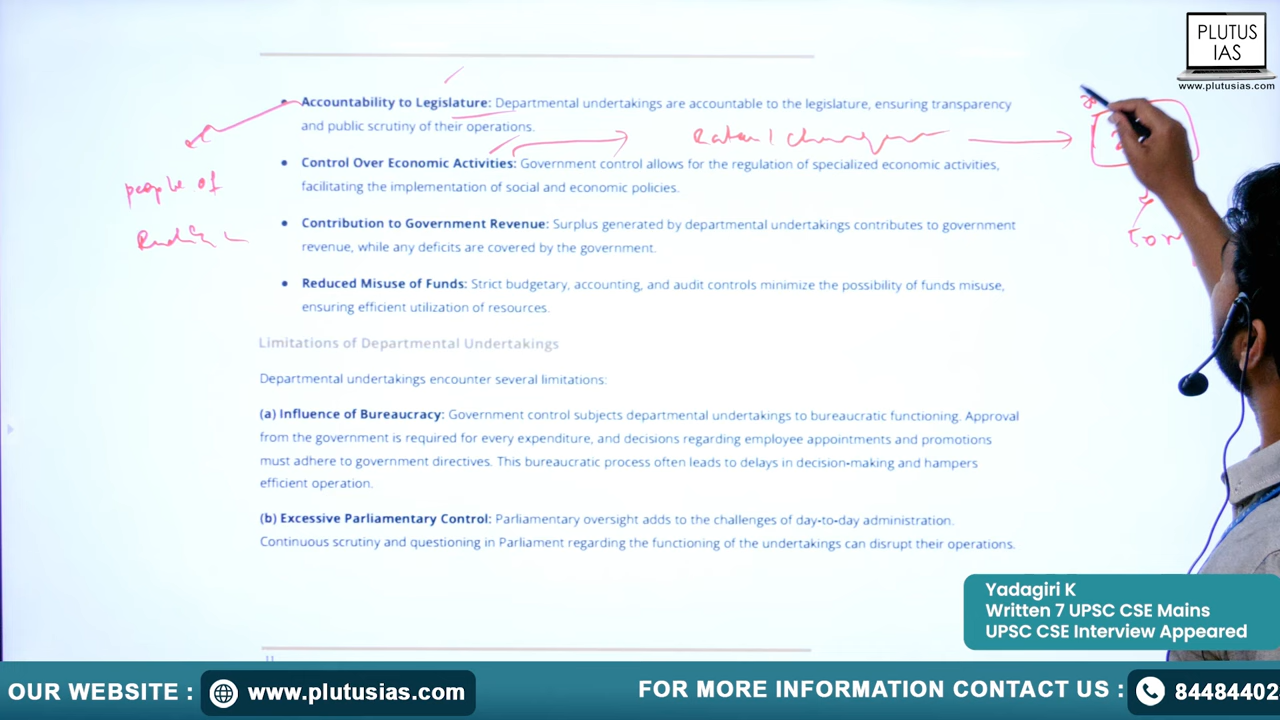 PLUTUS
IAS
www.plutusias.com
• Accountability to Legislature: Departmental undertakings are accountable to the legislature, ensuring transparency
and public scrutiny of their operations.
• Control Over Economic Activities: Government control allows for the regulation of specialized economic activities,
facilitating the implementation of social and economic policies.
people of
• Contribution to Government Revenue: Surplus generated by departmental undertakings contributes to government
revenue, while any deficits are covered by the government.
• Reduced Misuse of Funds: Strict budgetary, accounting, and audit controls minimize the possibility of funds misuse,
ensuring efficient utilization of resources.
Limitations of Departmental Undertakings
Departmental undertakings encounter several limitations:
(a) Influence of Bureaucracy: Government control subjects departmental undertakings to bureaucratic functioning. Approval
from the government is required for every expenditure, and decisions regarding employee appointments and promotions
must adhere to government directives. This bureaucratic process often leads to delays in decision-making and hampers
efficient operation.
(b) Excessive Parliamentary Control: Parliamentary oversight adds to the challenges of day-to-day administration.
Continuous scrutiny and questioning in Parliament regarding the functioning of the undertakings can disrupt their operations.
Yadagiri K
Written 7 UPSC CSE Mains
UPSC CSE Interview Appeared
OUR WEBSITE : www.plutusias.com
FOR MORE INFORMATION CONTACT US : 84484402